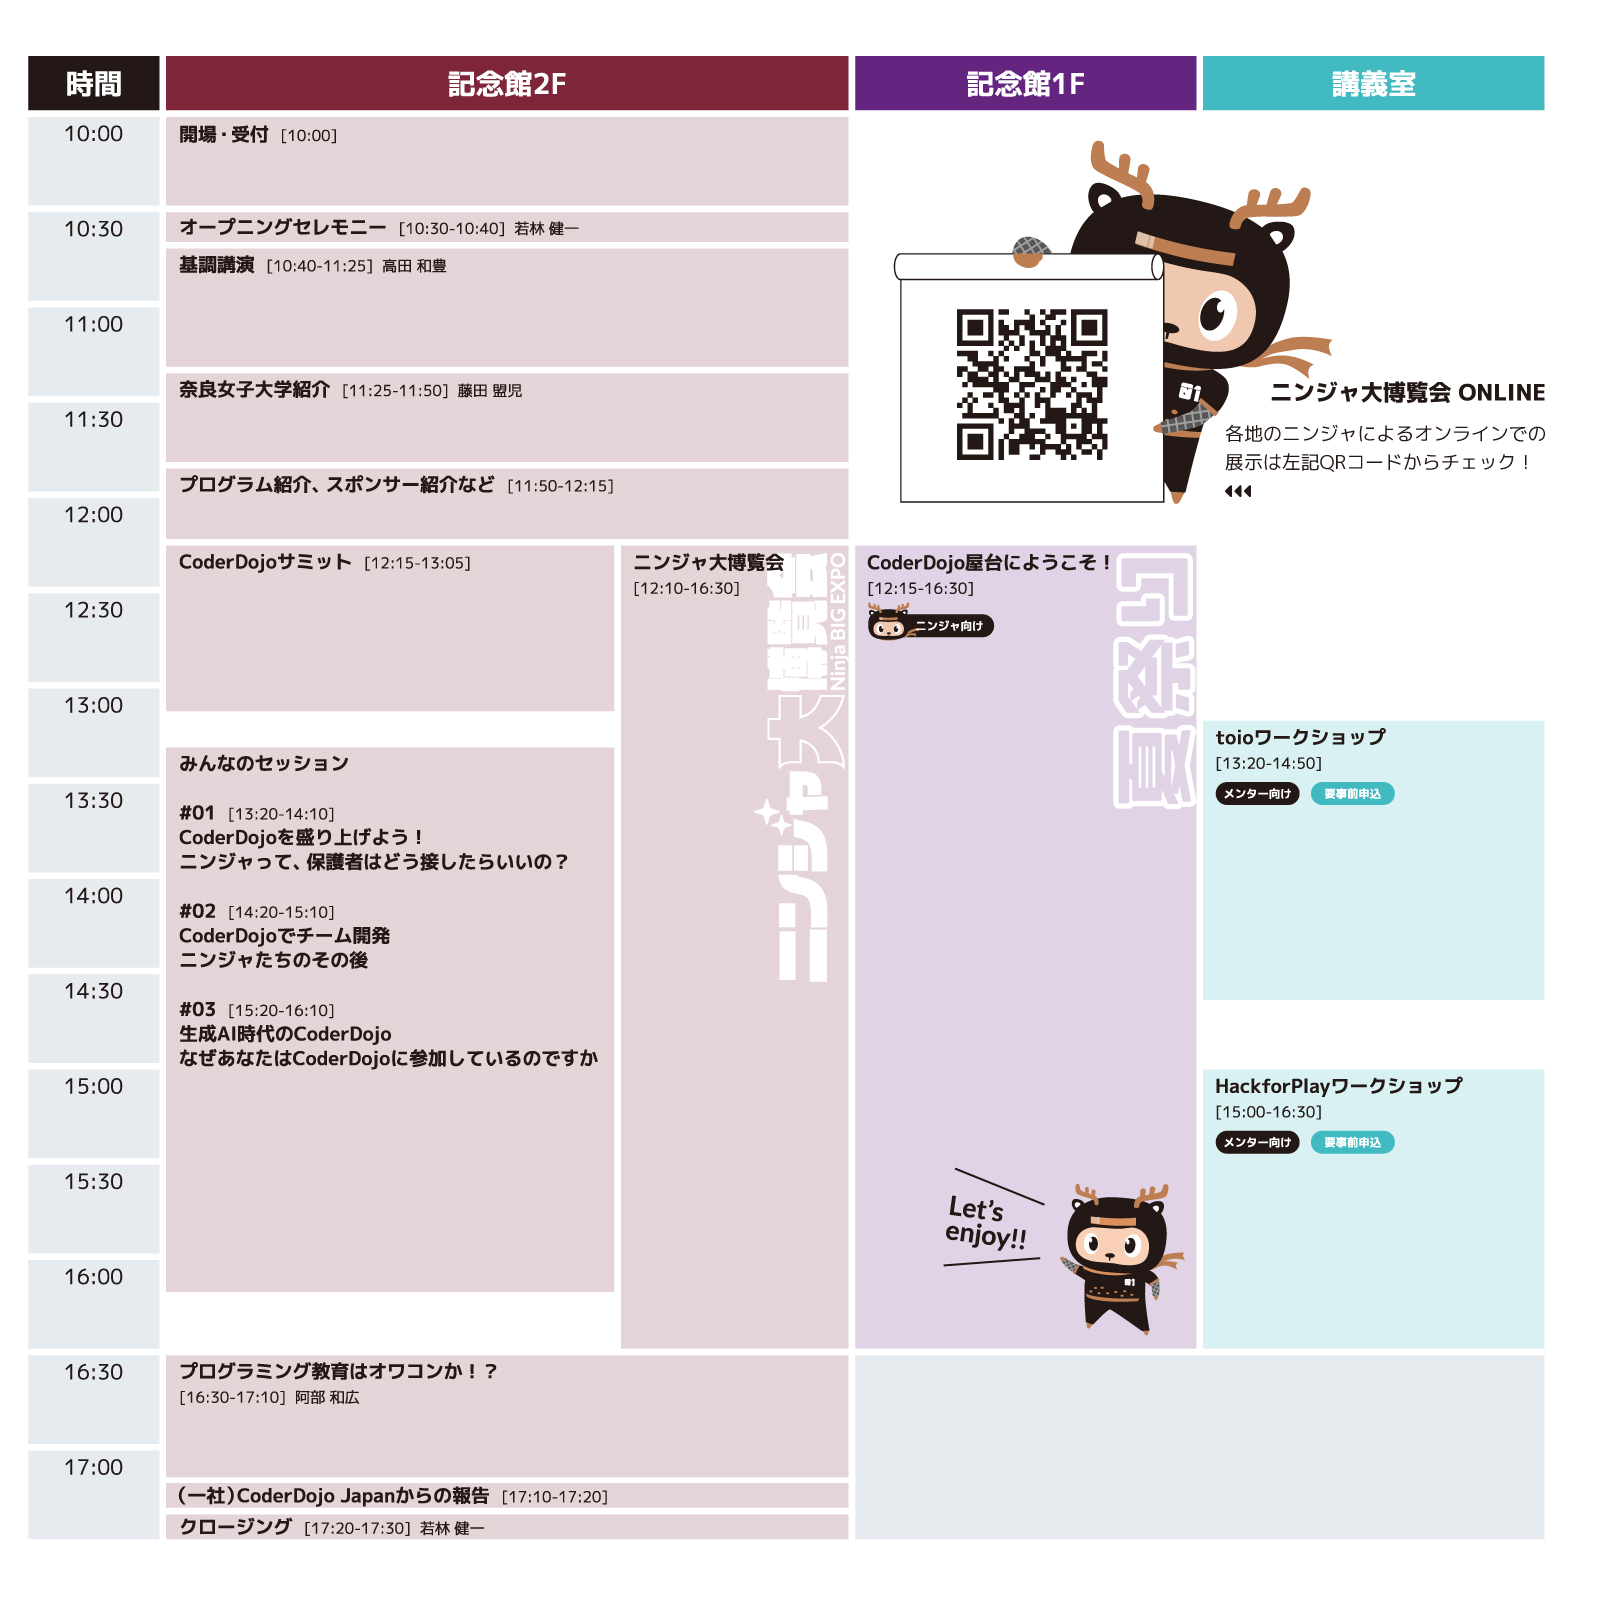 時間
記念館2F
記念館1F
講義室
10:00
10:30
11:00
11:30
12:00
12:30
13:00
13:30
14:00
14:30
15:00
15:30
16:00
16:30
17:00
開場・受付 [10:00]
オープニングセレモニー [10:30-10:40] 若林 健一
基調講演 [10:40-11:25] 高田 和豊
奈良女子大学紹介 [11:25-11:50] 藤田 盟児
プログラム紹介、スポンサー紹介など [11:50-12:15]
CoderDojoサミット [12:15-13:05]
みんなのセッション
#01 [13:20-14:10]
CoderDojoを盛り上げよう！
ニンジャって、保護者はどう接したらいいの？
#02 [14:20-15:10]
CoderDojoでチーム開発
ニンジャたちのその後
#03 [15:20-16:10]
生成AI時代のCoderDojo
なぜあなたはCoderDojoに参加しているのですか
ニンジャ大博覧会
[12:10-16:30]
ニンジャ大博覧会
Ninja BIG EXPO
プログラミング教育はオワコンか！？
[16:30-17:10] 阿部 和広
（一社）CoderDojo Japanからの報告 [17:10-17:20]
クロージング [17:20-17:30] 若林 健一
ニンジャ大博覧会 ONLINE
各地のニンジャによるオンラインでの
展示は左記QRコードからチェック！
CoderDojo屋台にようこそ！
[12:15-16:30]
ニンジャ向け
夏祭り
Let's
enjoy!!
toioワークショップ
[13:20-14:50]
メンター向け 要事前申込
HackforPlayワークショップ
[15:00-16:30]
メンター向け 要事前申込